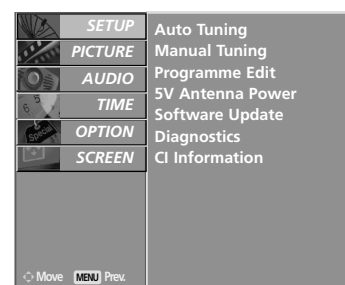 SETUP
PICTURE
AUDIO
TIME
OPTION
SCREEN
Auto Tuning
Manual Tuning
Programme Edit
5V Antenna Power
Software Update
Diagnostics
CI Information
Move MENU Prev.